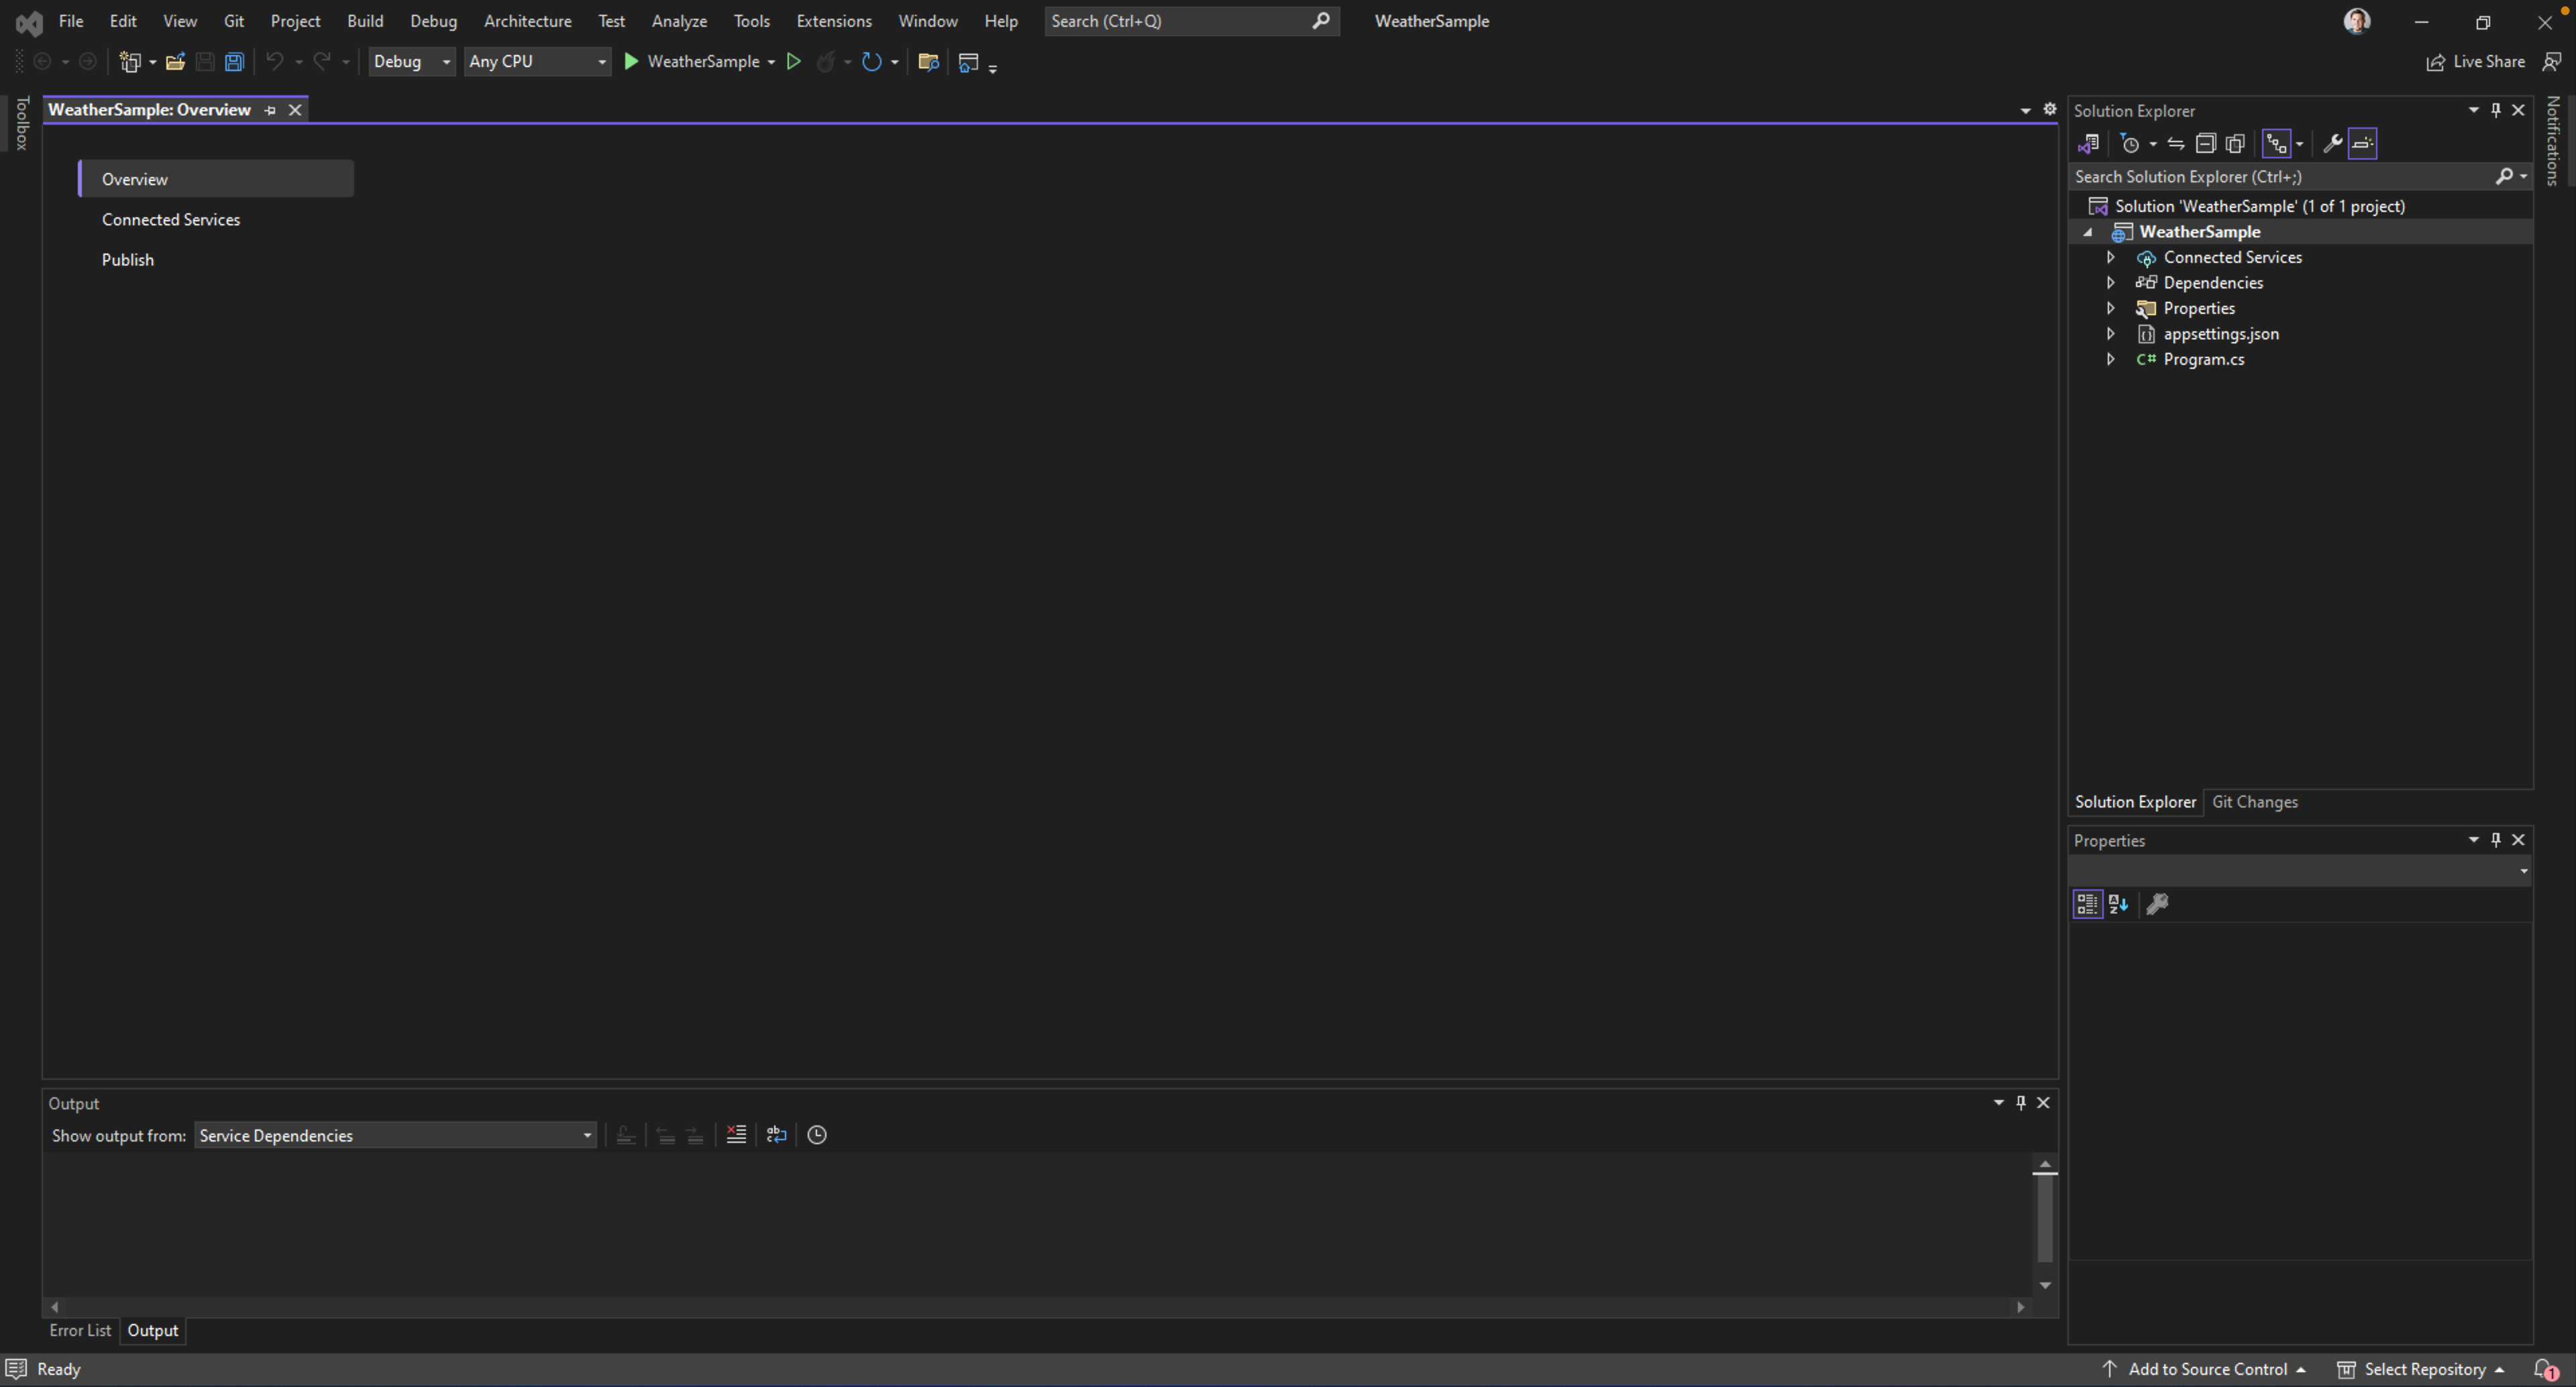 File Edit View Git Project Build Debug Architecture Test Analyze Tools Extensions Window Help Search (Ctrl+Q) WeatherSample
Debug Any CPU WeatherSample Live Share
Toolbox
WeatherSample: Overview
Overview
Connected Services
Publish
Solution Explorer
Search Solution Explorer (Ctrl+;)
Solution 'WeatherSample' (1 of 1 project)
WeatherSample
Connected Services
Dependencies
Properties
appsettings.json
C# Program.cs
Solution Explorer Git Changes
Notifications
Properties
Output
Show output from: Service Dependencies
Error List Output
Ready Add to Source Control Select Repository 1